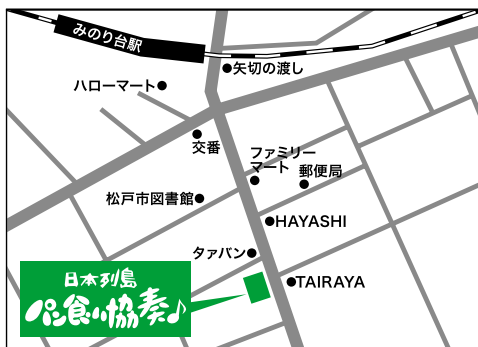 みのり台駅
矢切の渡し
ハローマート
交番
ファミリー
マート
郵便局
松戸市図書館
HAYASHI
タァバン
TAIRAYA
日本列島
パン食い協奏♪